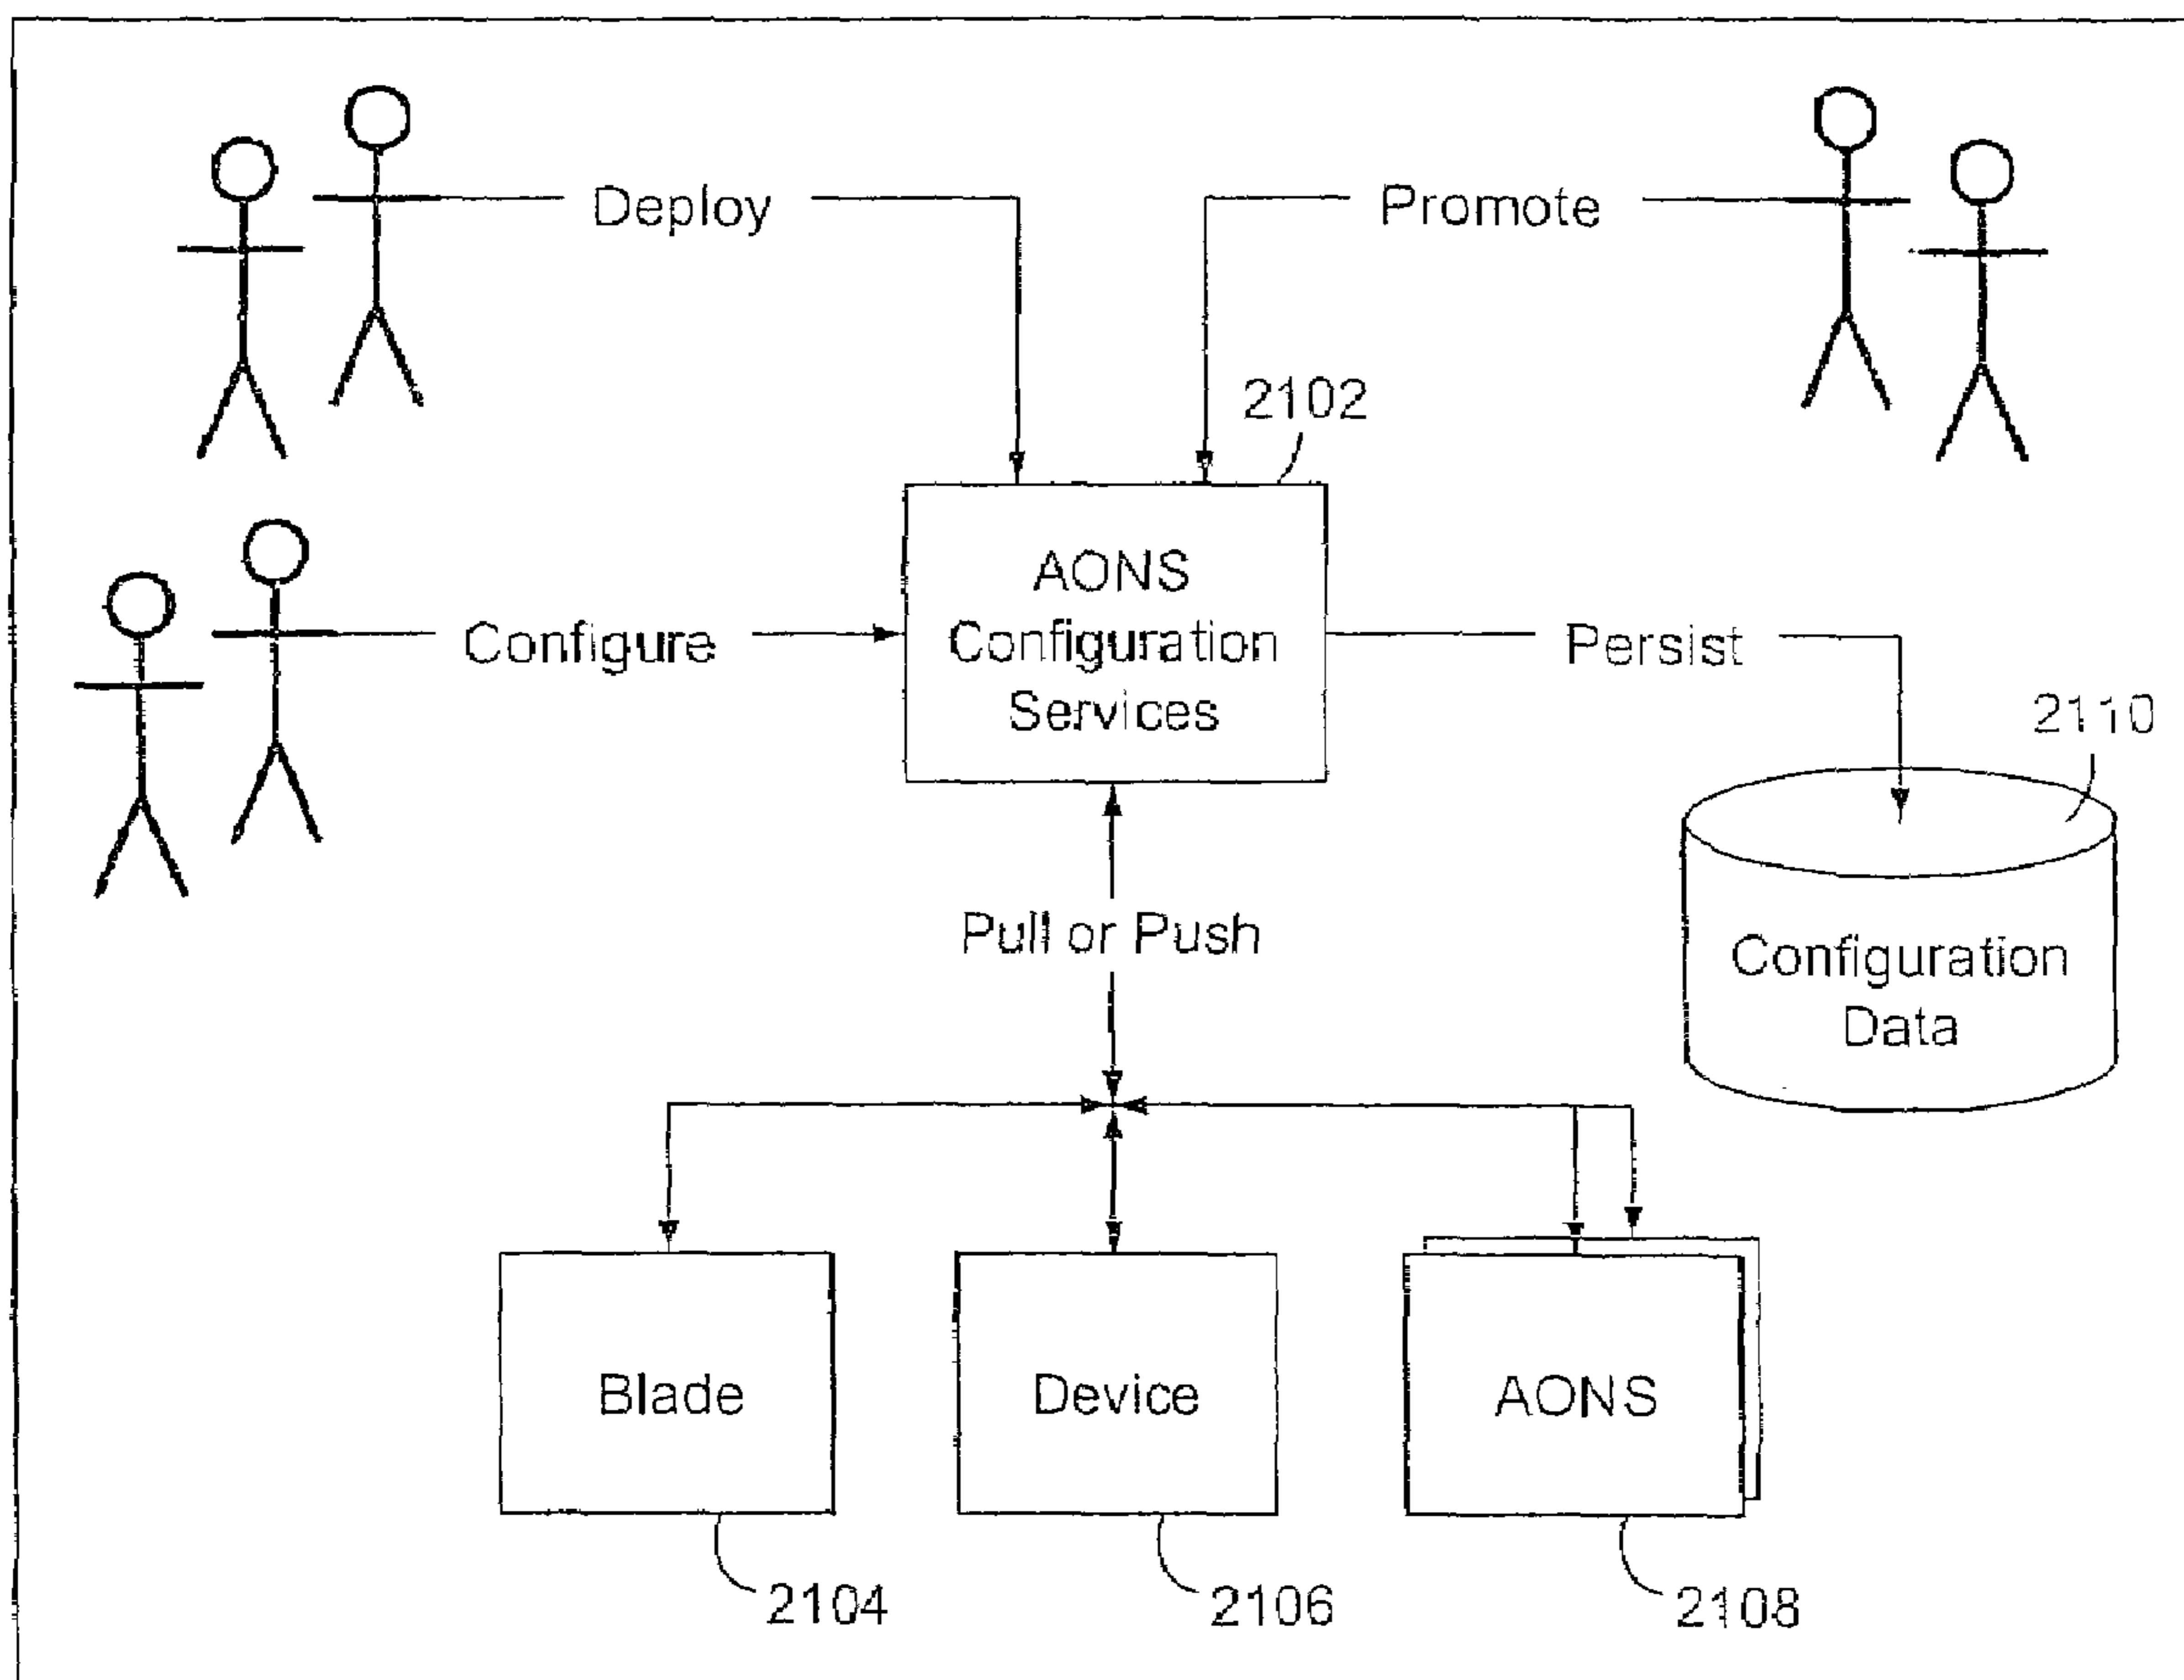 Deploy
Promote
2102
AONS
Configuration
Services
Configure
Persist
2110
Pull or Push
Configuration
Data
Blade
Device
AONS
2104
2106
2108